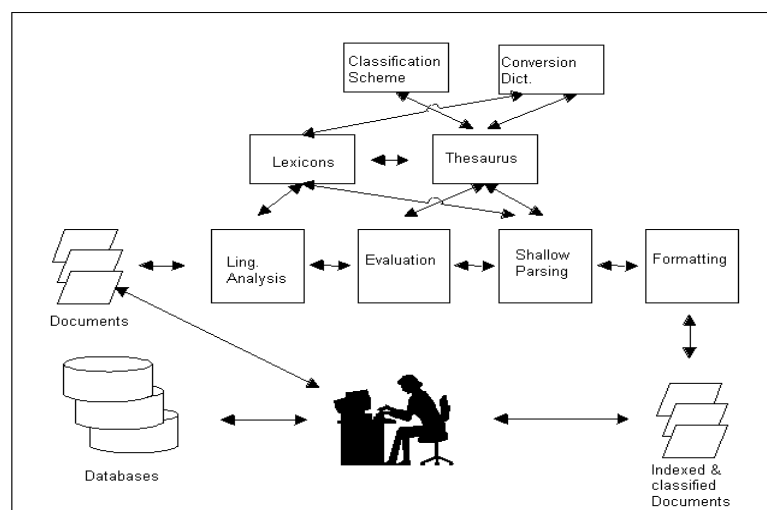 Classification
Scheme
Conversion
Dict.
Lexicons
Thesaurus
Ling.
Analysis
Evaluation
Shallow
Parsing
Formatting
Documents
Databases
Indexed &
classified
Documents